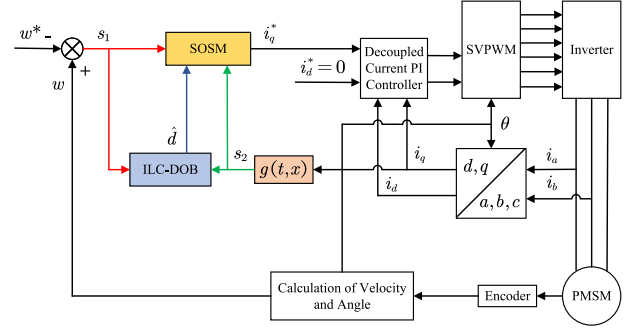 w* -
s₁
SOSM
i*q
i*d = 0
Decoupled
Current PI
Controller
SVPWM
Inverter
+
w
d̂
θ
ILC-DOB
s₂
g(t,x)
iq
id
d,q
a,b,c
ia
ib
Calculation of Velocity
and Angle
Encoder
PMSM